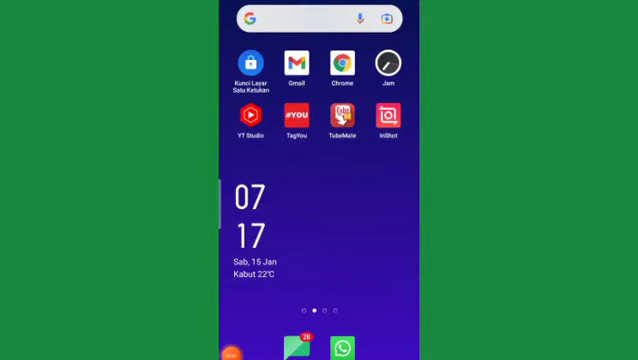 Kunci Layar
Satu Ketukan
Gmail
Chrome
Jam
#YOU
Tube
YT Studio
TagYou
TubeMate
InShot
07
17
Sab, 15 Jan
Kabut 22°C
28